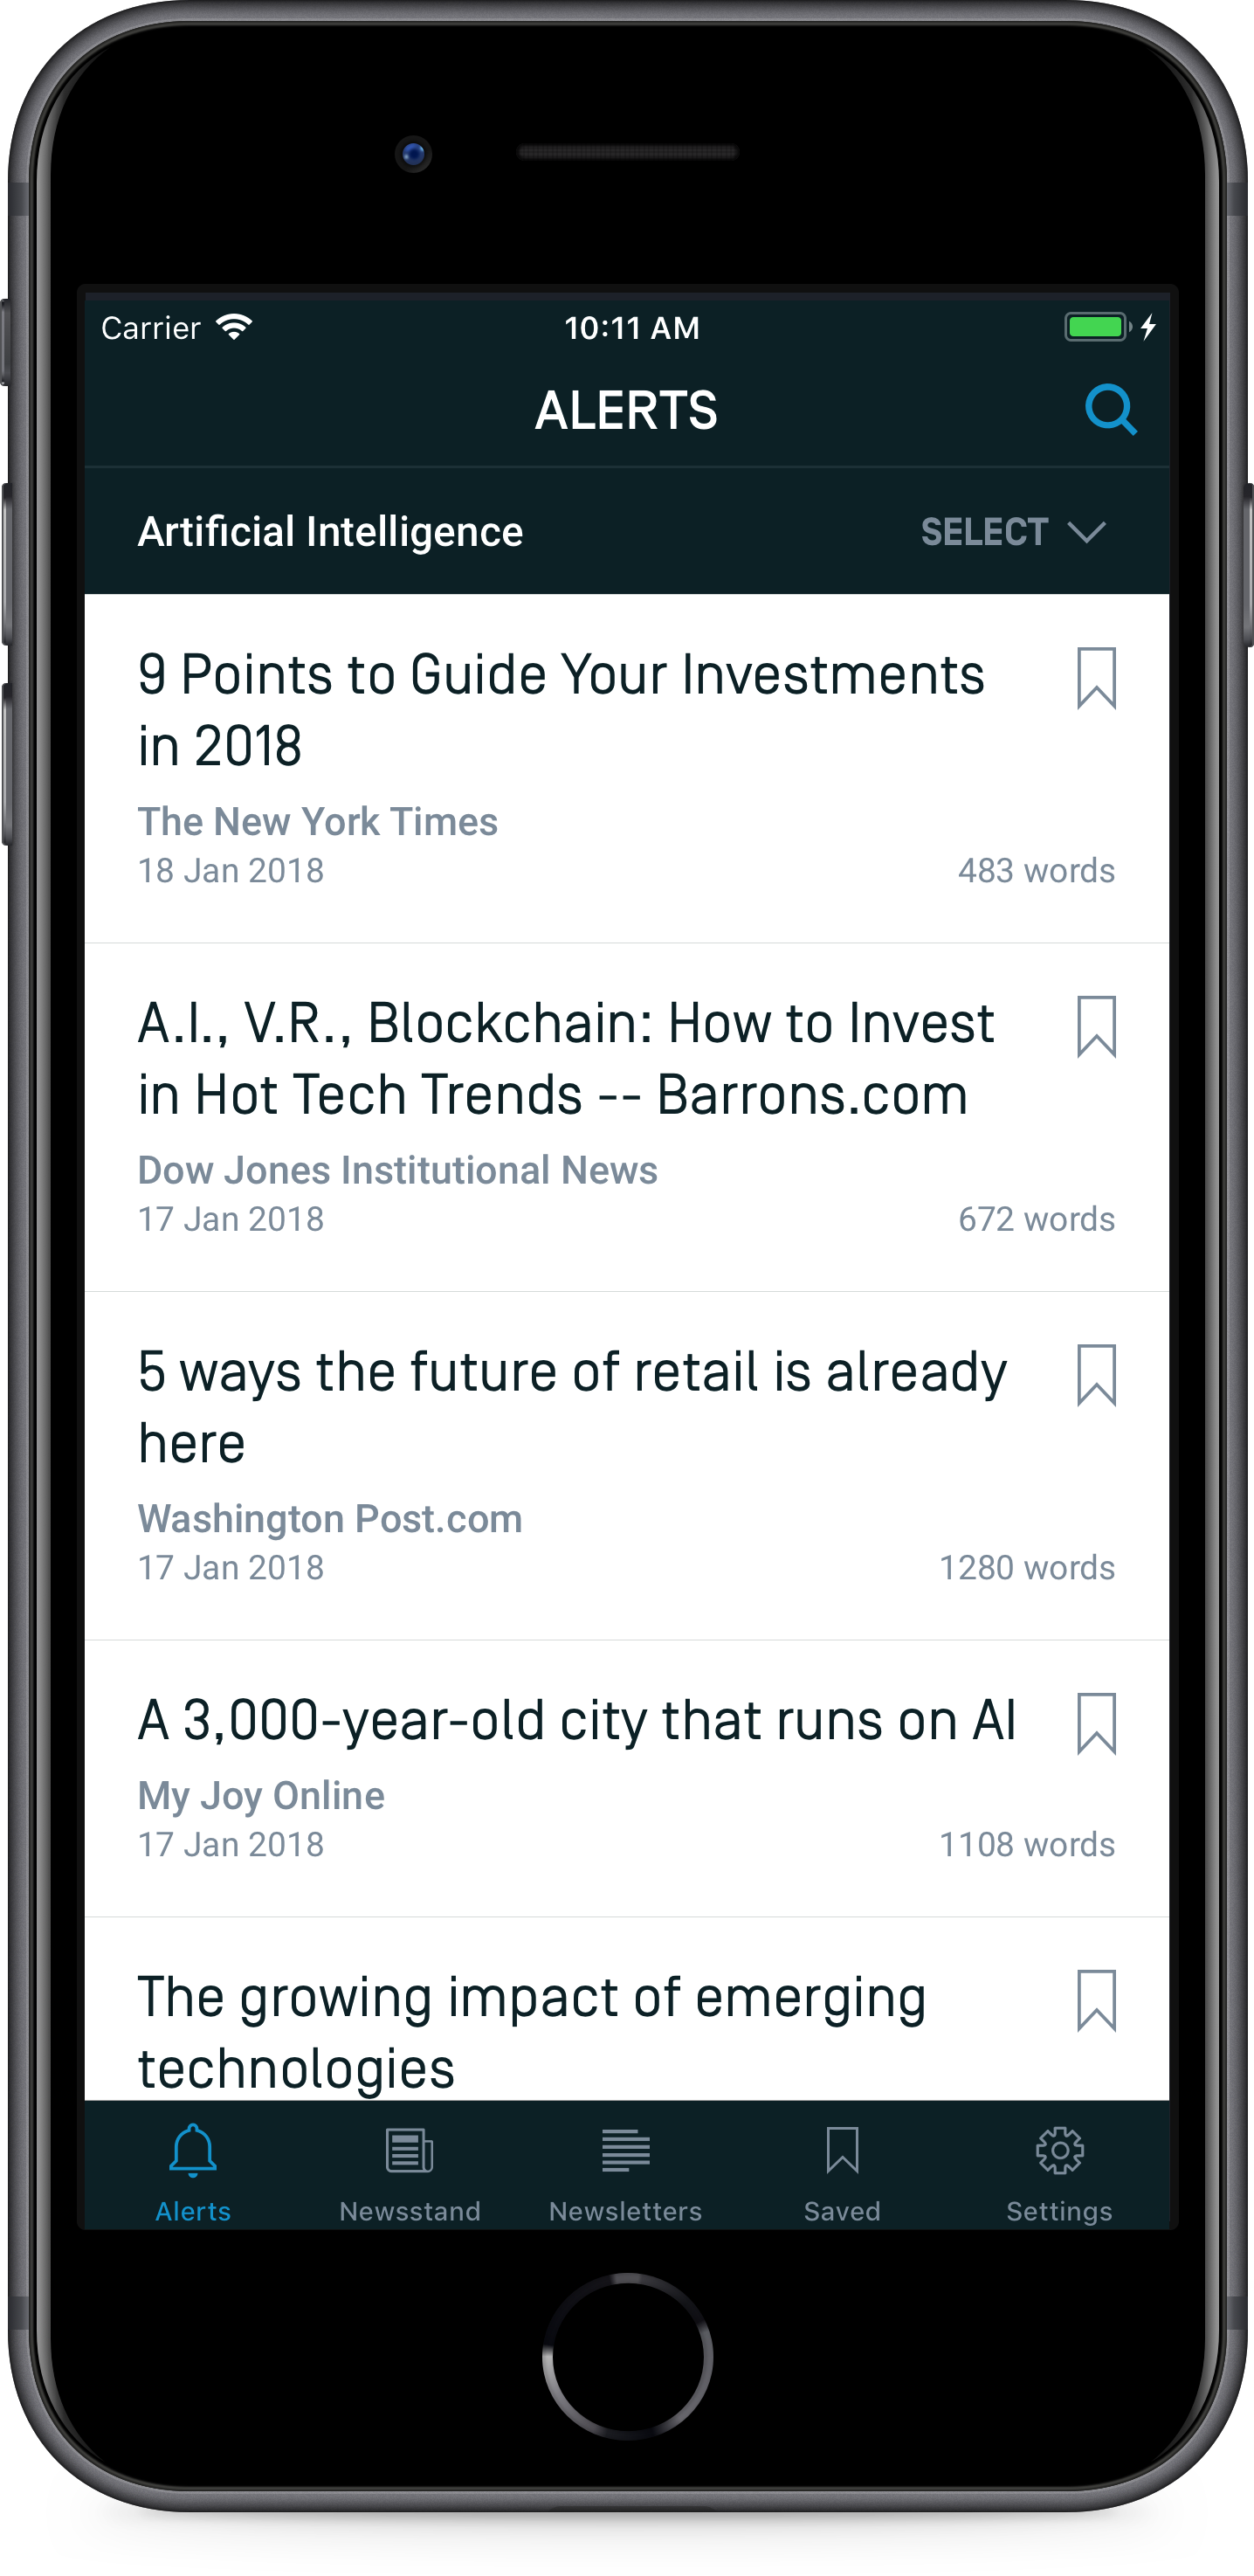 Carrier 10:11 AM
ALERTS
Artificial Intelligence SELECT
9 Points to Guide Your Investments
in 2018
The New York Times
18 Jan 2018 483 words
A.I., V.R., Blockchain: How to Invest
in Hot Tech Trends -- Barrons.com
Dow Jones Institutional News
17 Jan 2018 672 words
5 ways the future of retail is already
here
Washington Post.com
17 Jan 2018 1280 words
A 3,000-year-old city that runs on AI
My Joy Online
17 Jan 2018 1108 words
The growing impact of emerging
technologies
Alerts Newsstand Newsletters Saved Settings